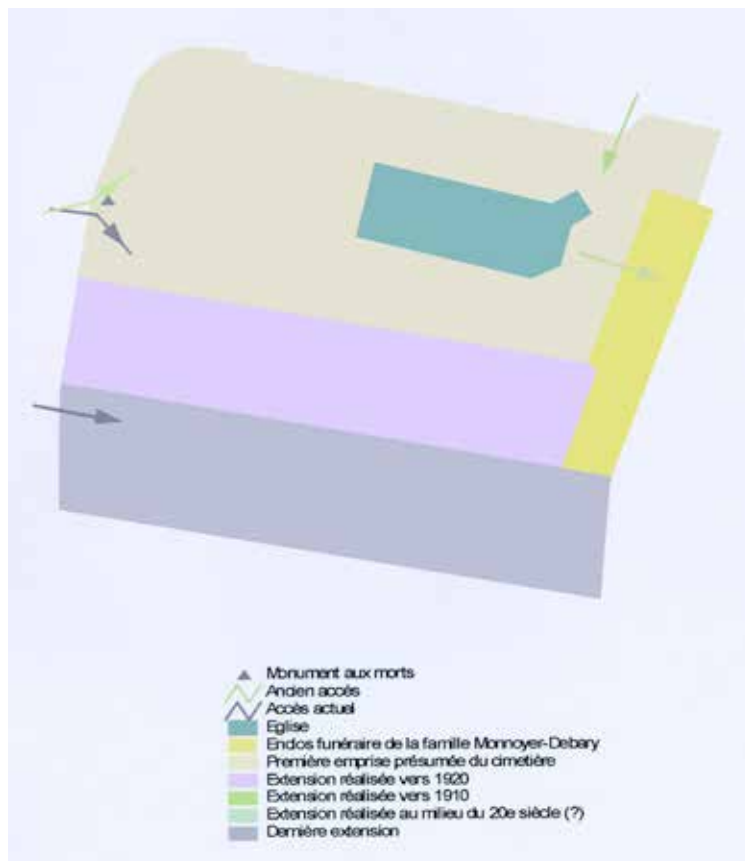 Monument aux morts
Ancien accès
Accès actuel
Eglise
Enclos funéraire de la famille Monnoyer-Debary
Première emprise présumée du cimetière
Extension réalisée vers 1920
Extension réalisée vers 1910
Extension réalisée au milieu du 20e siècle (?)
Dernière extension